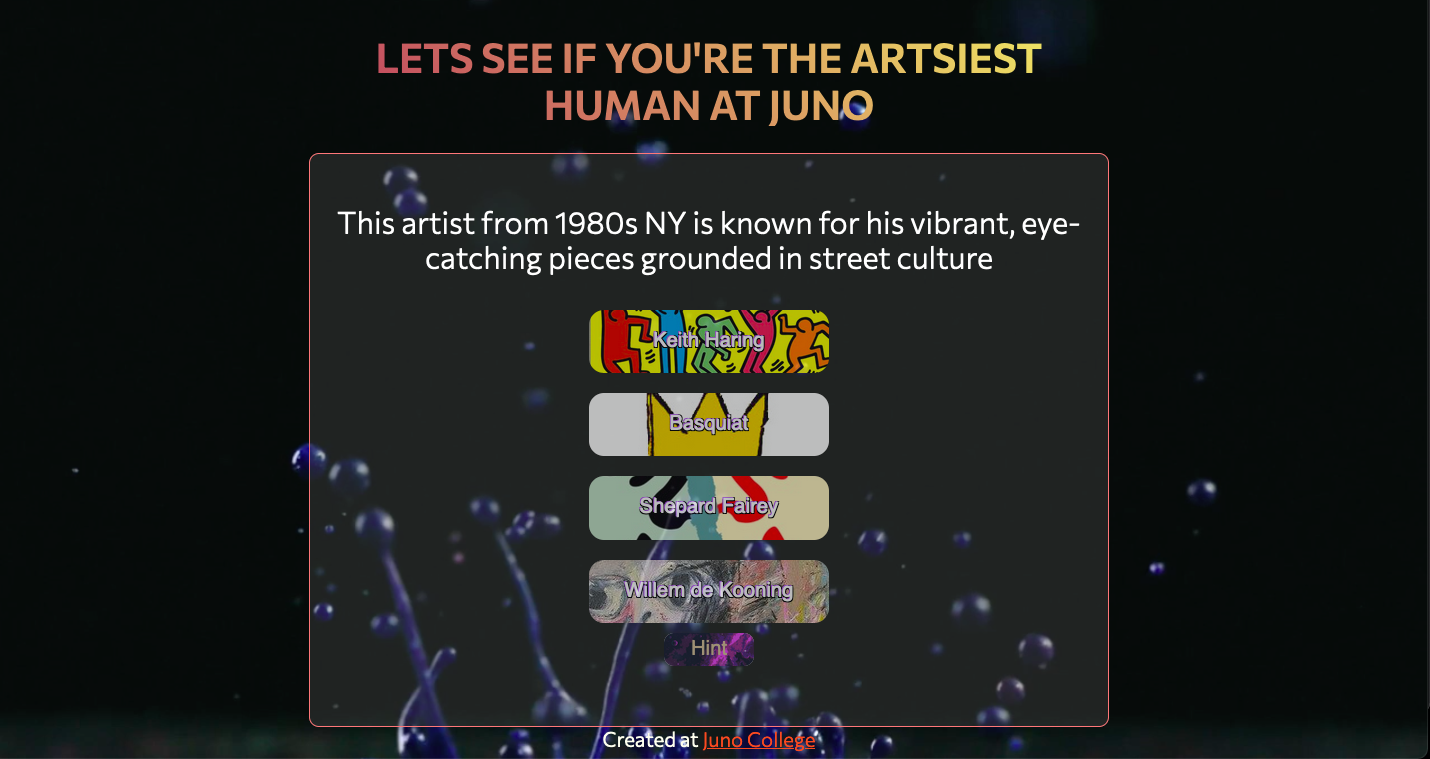 LETS SEE IF YOU'RE THE ARTSIEST
HUMAN AT JUNO
This artist from 1980s NY is known for his vibrant, eye-
catching pieces grounded in street culture
Keith Haring
Basquiat
Shepard Fairey
Willem de Kooning
Hint
Created at Juno College